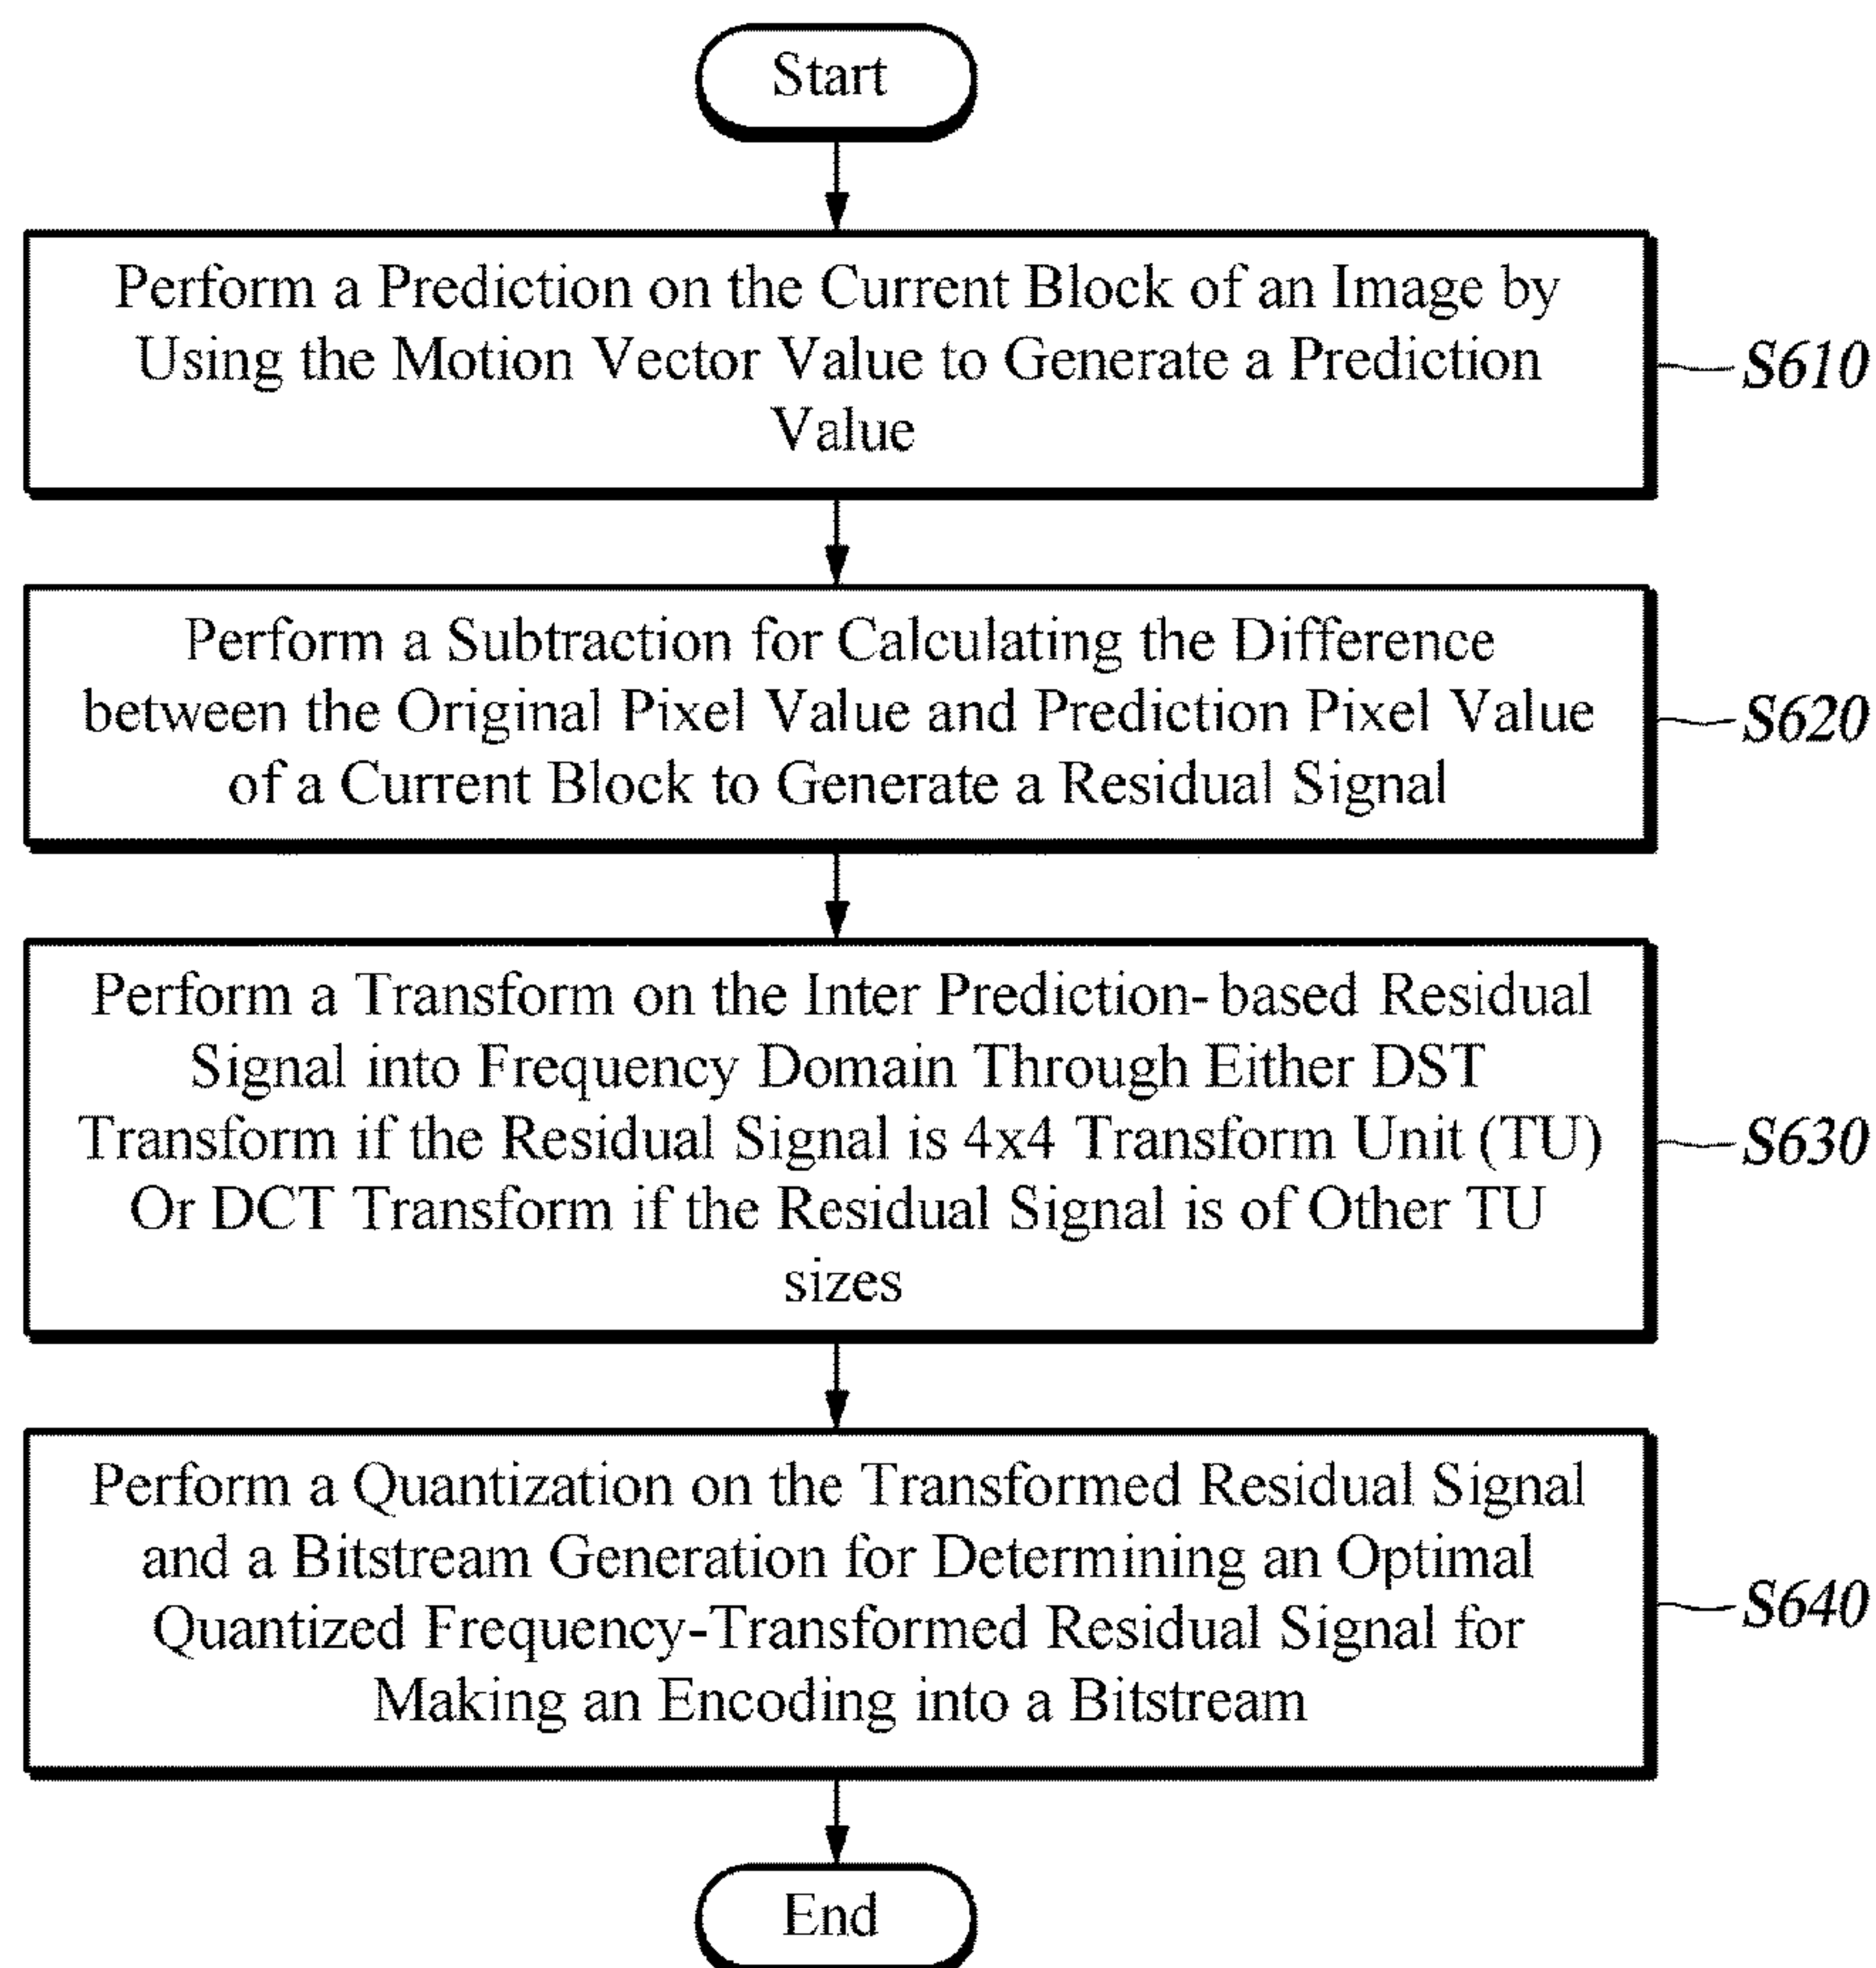 Start
Perform a Prediction on the Current Block of an Image by
Using the Motion Vector Value to Generate a Prediction
Value
S610
Perform a Subtraction for Calculating the Difference
between the Original Pixel Value and Prediction Pixel Value
of a Current Block to Generate a Residual Signal
S620
Perform a Transform on the Inter Prediction-based Residual
Signal into Frequency Domain Through Either DST
Transform if the Residual Signal is 4x4 Transform Unit (TU)
Or DCT Transform if the Residual Signal is of Other TU
sizes
S630
Perform a Quantization on the Transformed Residual Signal
and a Bitstream Generation for Determining an Optimal
Quantized Frequency-Transformed Residual Signal for
Making an Encoding into a Bitstream
S640
End